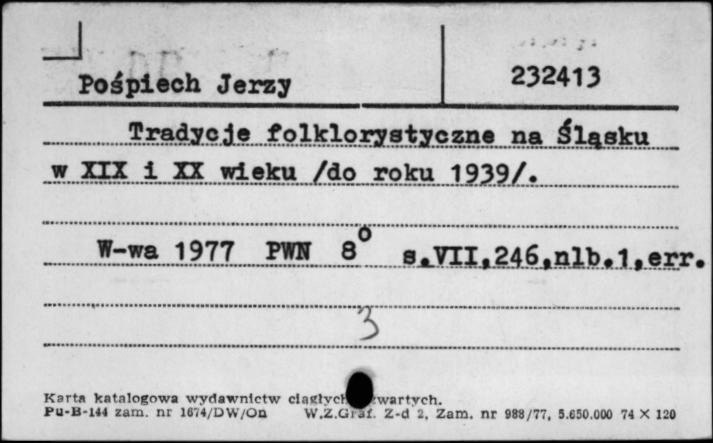 Pośpiech Jerzy 232413
Tradycje folklorystyczne na Śląsku
w XIX i XX wieku /do roku 1939/.
W-wa 1977 PWN 8° s.VII,246,nlb.1,err.
3
Karta katalogowa wydawnictw ciągłych zwartych.
Pu-B-144 zam. nr 1674/DW/On W.Z.Graf. Z-d 2, Zam. nr 988/77, 5.650.000 74 × 120